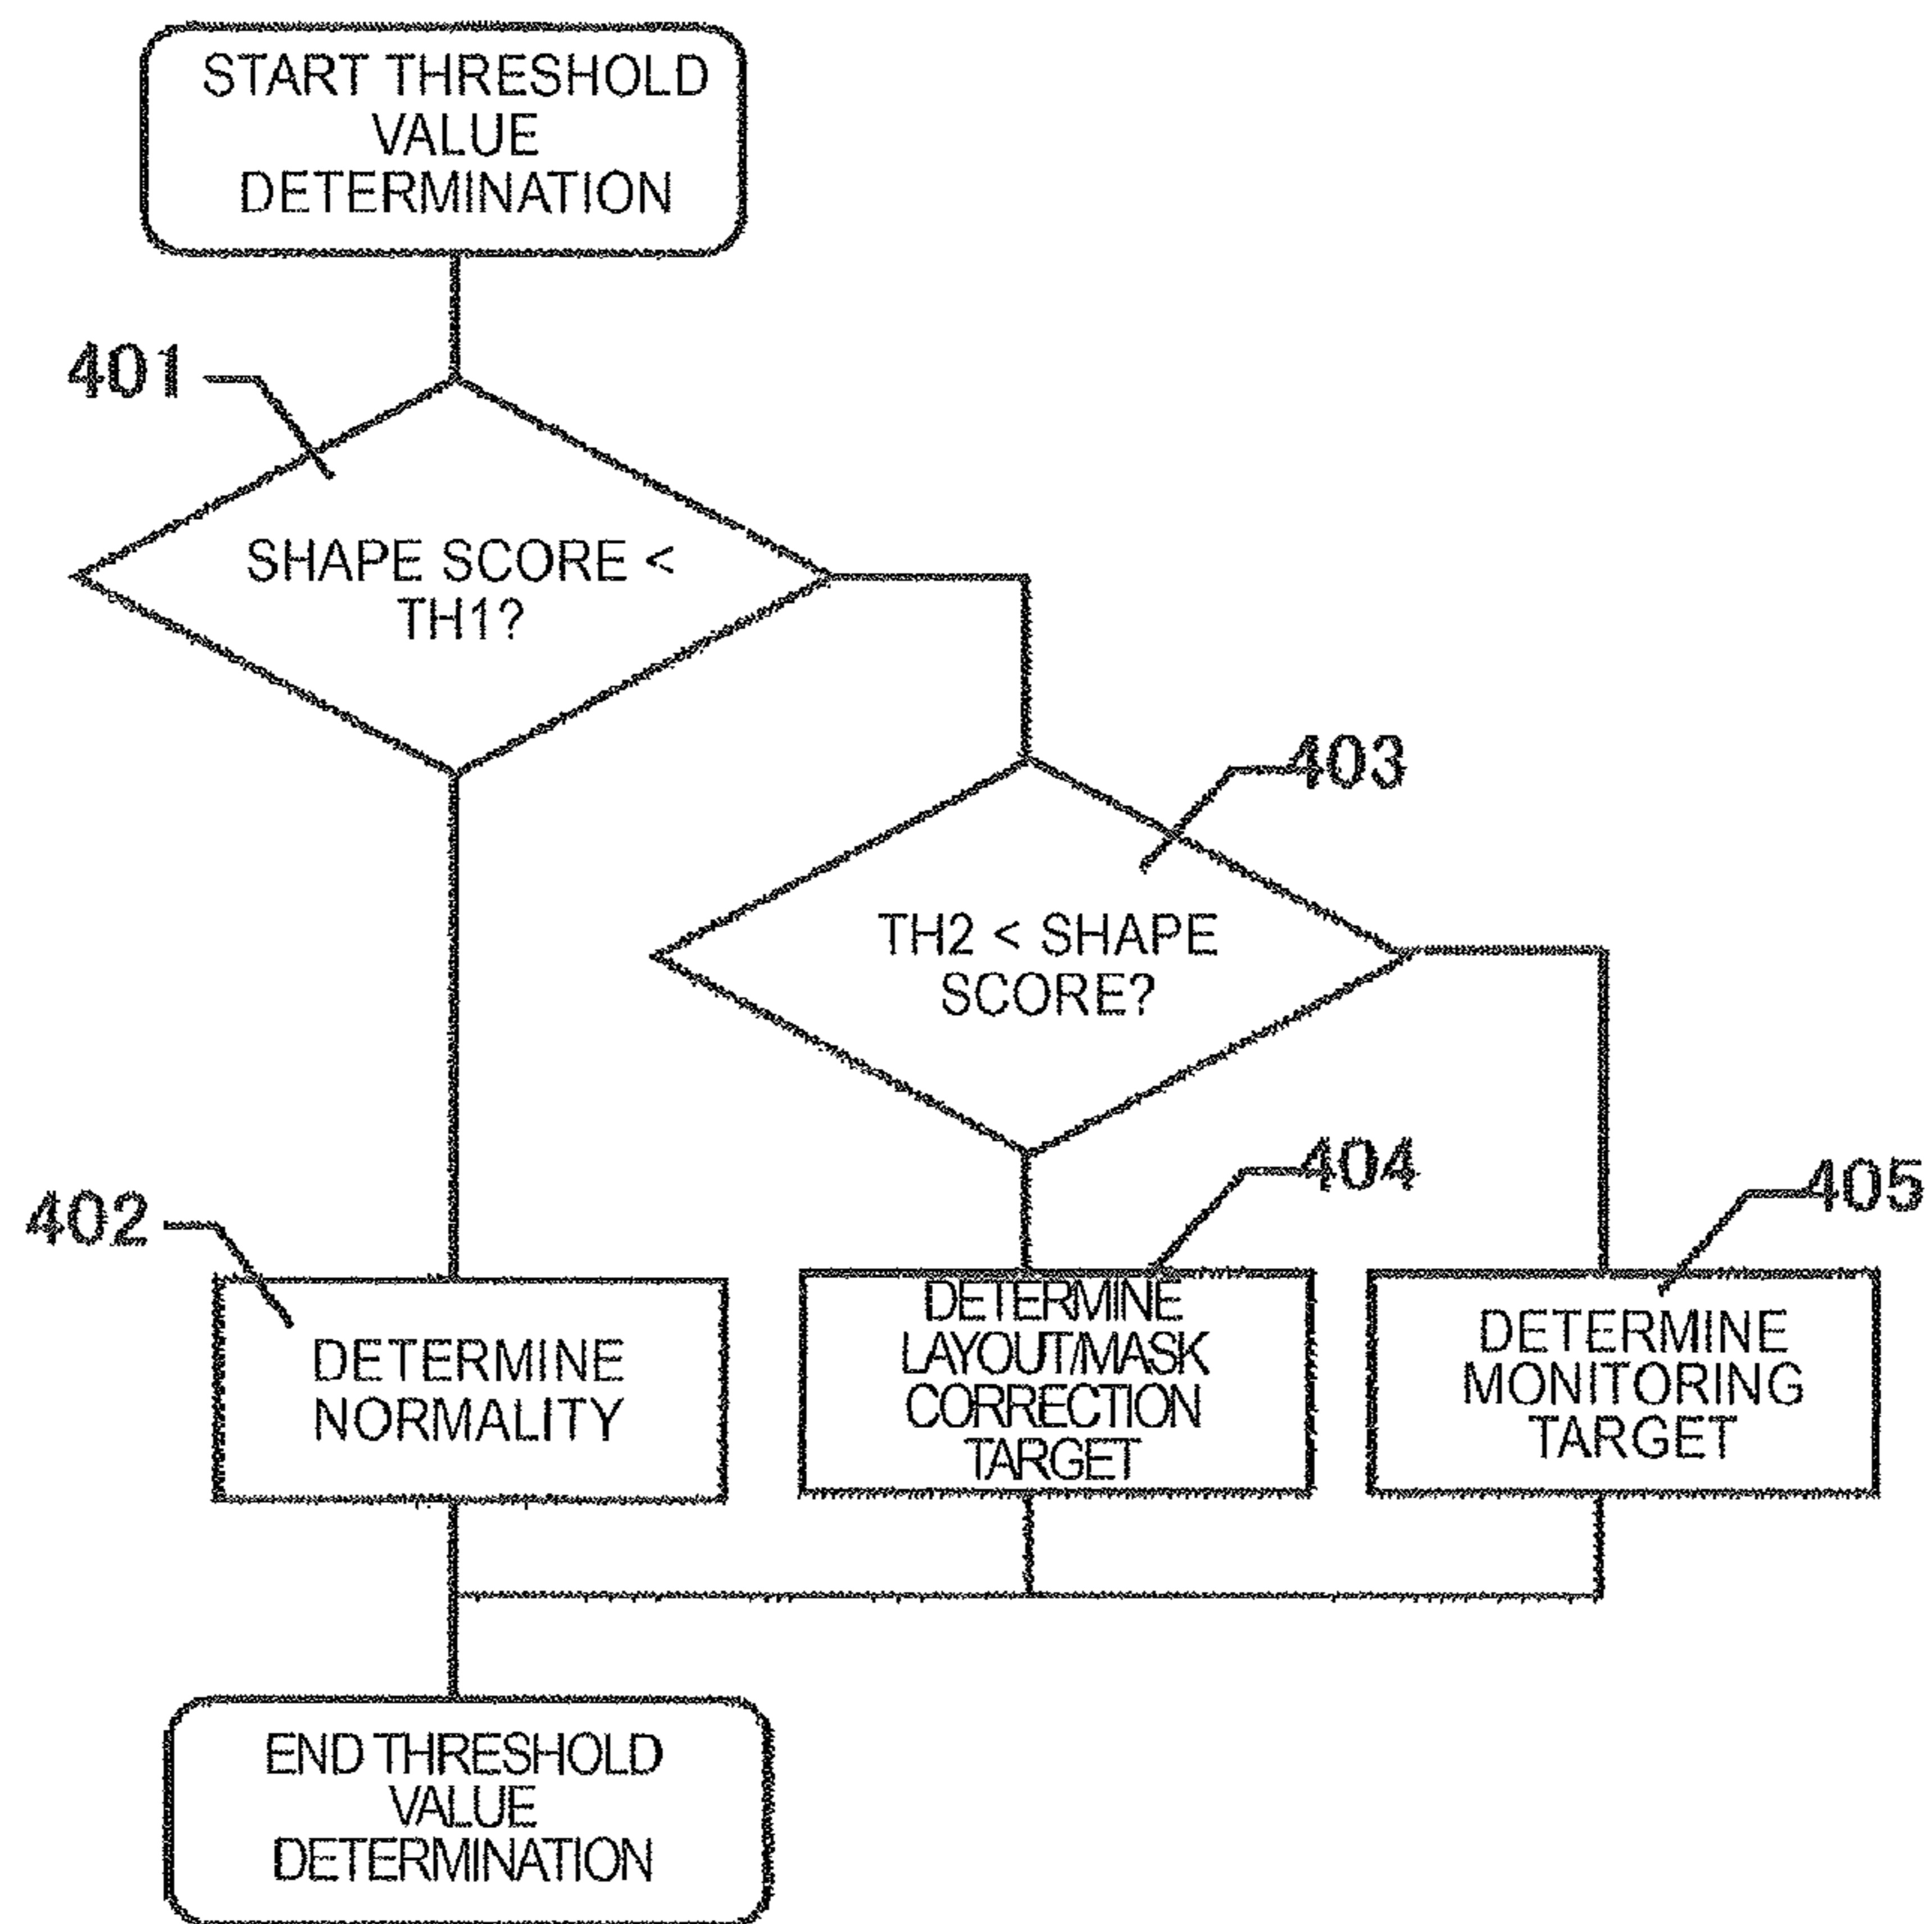 START THRESHOLD
VALUE
DETERMINATION
401
SHAPE SCORE <
TH1?
403
TH2 < SHAPE
SCORE?
404
405
402
DETERMINE
NORMALITY
DETERMINE
LAYOUT/MASK
CORRECTION
TARGET
DETERMINE
MONITORING
TARGET
END THRESHOLD
VALUE
DETERMINATION